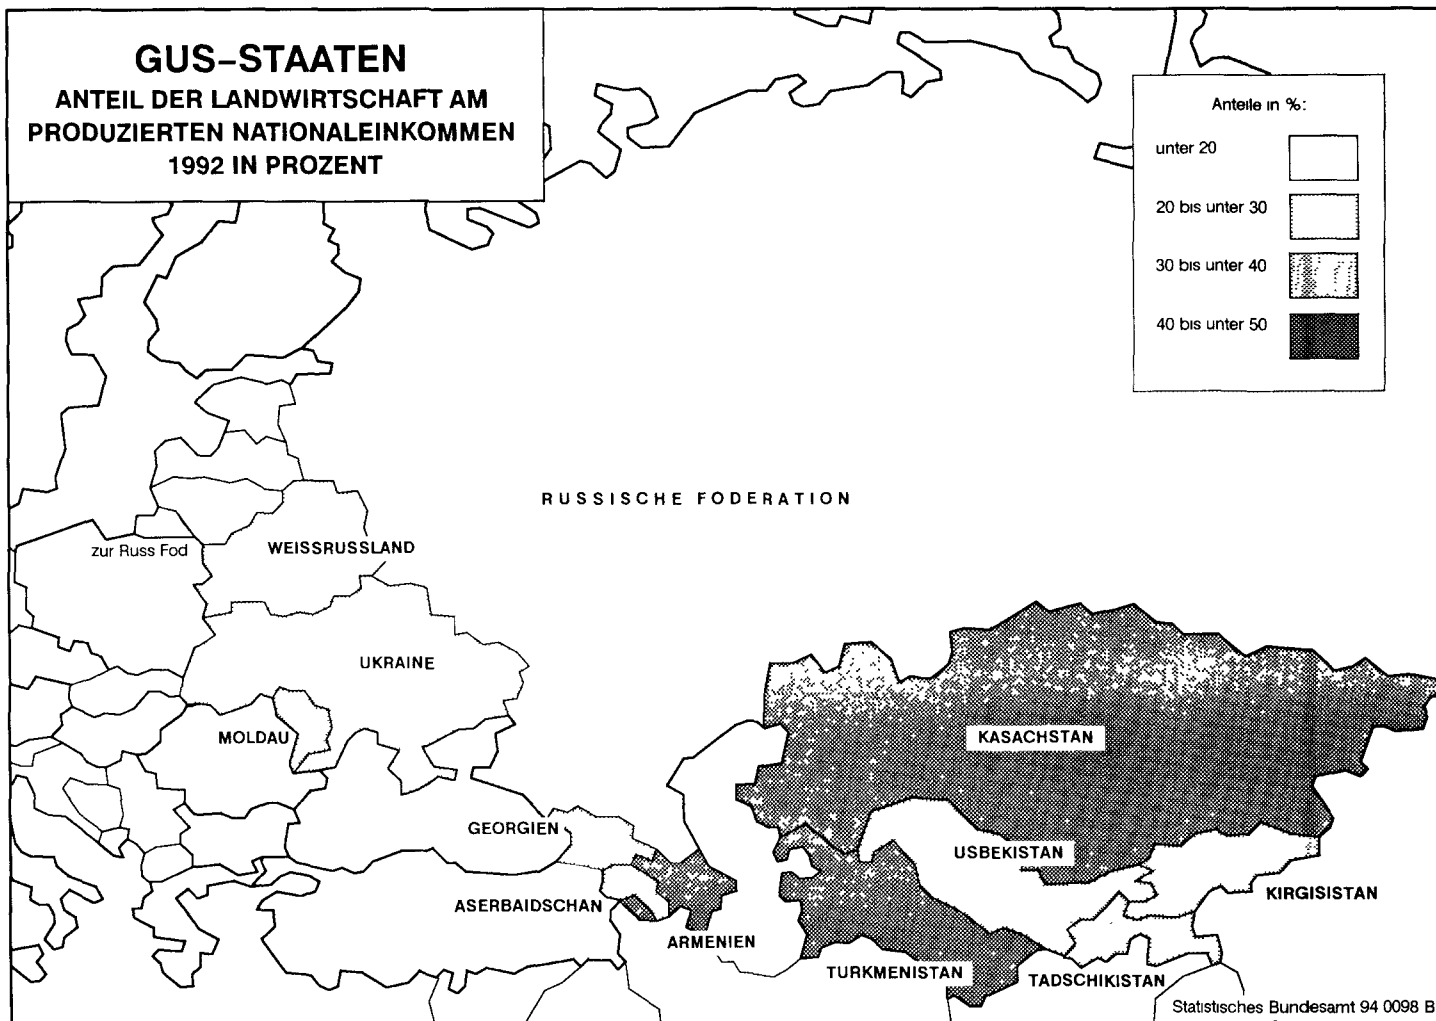 GUS-STAATEN
ANTEIL DER LANDWIRTSCHAFT AM
PRODUZIERTEN NATIONALEINKOMMEN
1992 IN PROZENT
Anteile in %:
unter 20
20 bis unter 30
30 bis unter 40
40 bis unter 50
RUSSISCHE FODERATION
zur Russ Fod
WEISSRUSSLAND
UKRAINE
MOLDAU
KASACHSTAN
GEORGIEN
USBEKISTAN
KIRGISISTAN
ASERBAIDSCHAN
ARMENIEN
TURKMENISTAN
TADSCHIKISTAN
Statistisches Bundesamt 94 0098 B